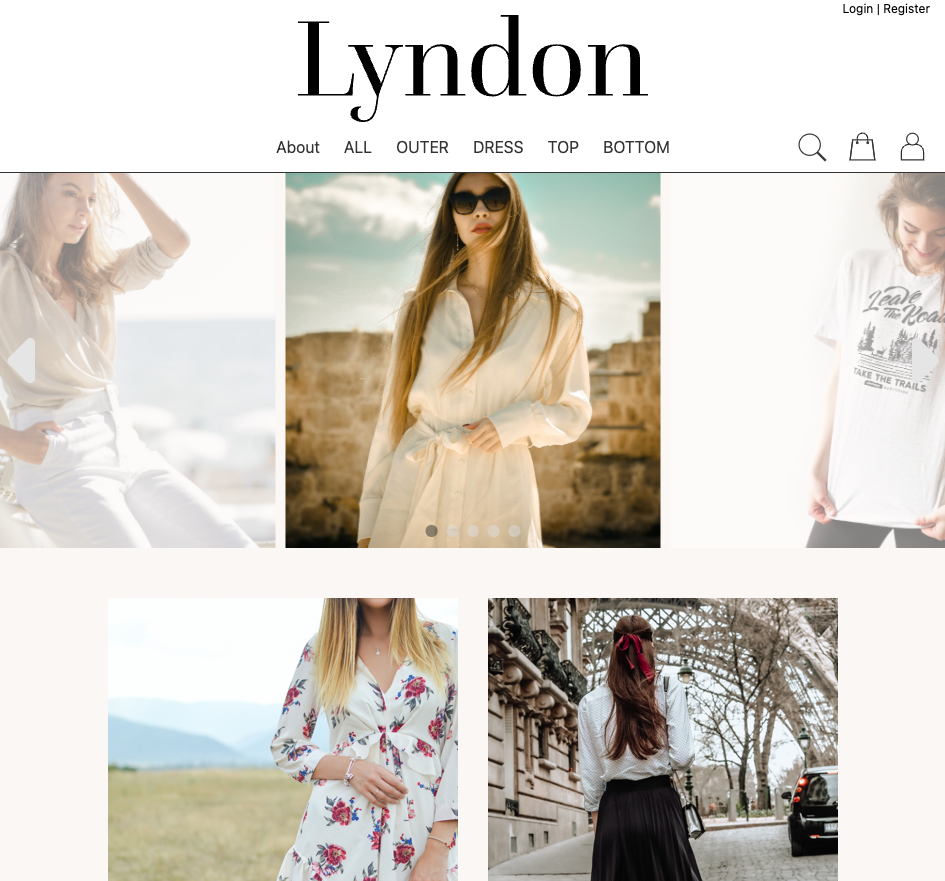 Login | Register
Lyndon
About ALL OUTER DRESS TOP BOTTOM
Leave
The Road
TAKE THE TRAILS